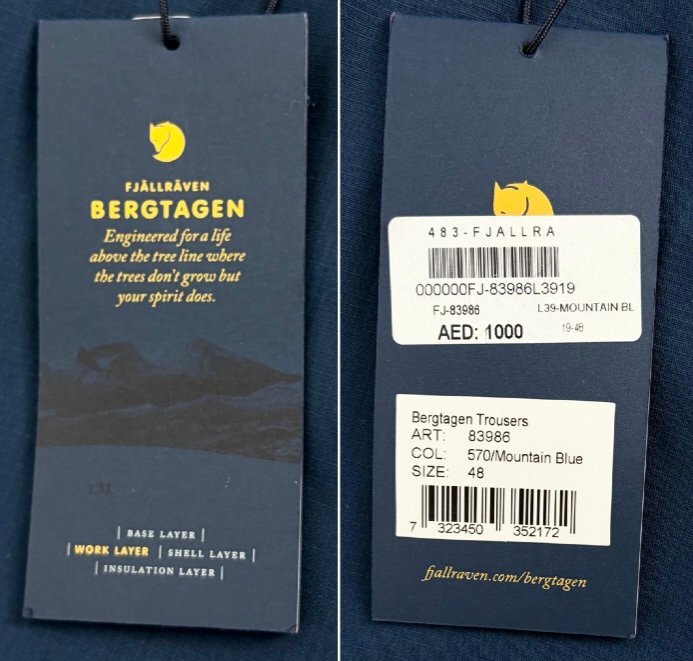 FJÄLLRÄVEN
BERGTAGEN
Engineered for a life
above the tree line where
the trees don't grow but
your spirit does.
| BASE LAYER |
| WORK LAYER | SHELL LAYER |
| INSULATION LAYER |
483-FJALLRA
000000FJ-83986L3919
FJ-83986 L39-MOUNTAIN BL
AED: 1000 19-48
Bergtagen Trousers
ART: 83986
COL: 570/Mountain Blue
SIZE: 48
7 323450 352172
fjallraven.com/bergtagen